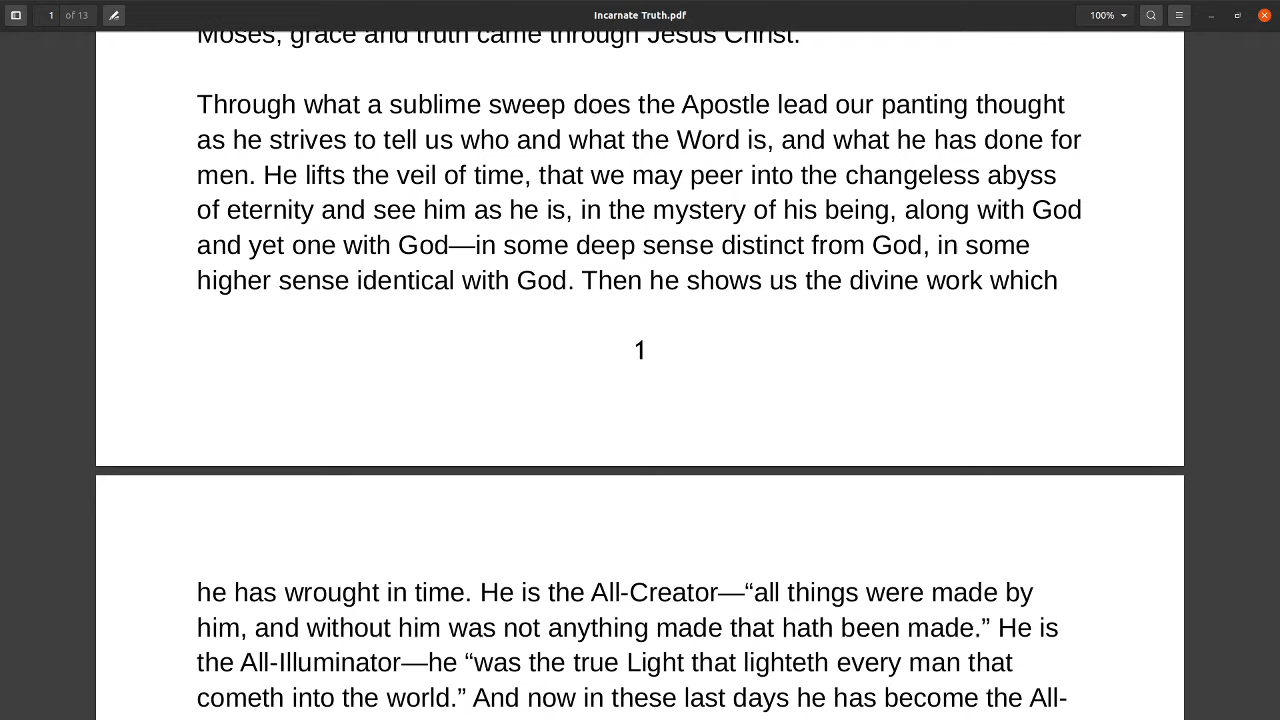 1 of 13
Incarnate Truth.pdf
100%
Moses, grace and truth came through Jesus Christ.
Through what a sublime sweep does the Apostle lead our panting thought
as he strives to tell us who and what the Word is, and what he has done for
men. He lifts the veil of time, that we may peer into the changeless abyss
of eternity and see him as he is, in the mystery of his being, along with God
and yet one with God—in some deep sense distinct from God, in some
higher sense identical with God. Then he shows us the divine work which
1
he has wrought in time. He is the All-Creator—“all things were made by
him, and without him was not anything made that hath been made.” He is
the All-Illuminator—he “was the true Light that lighteth every man that
cometh into the world.” And now in these last days he has become the All-